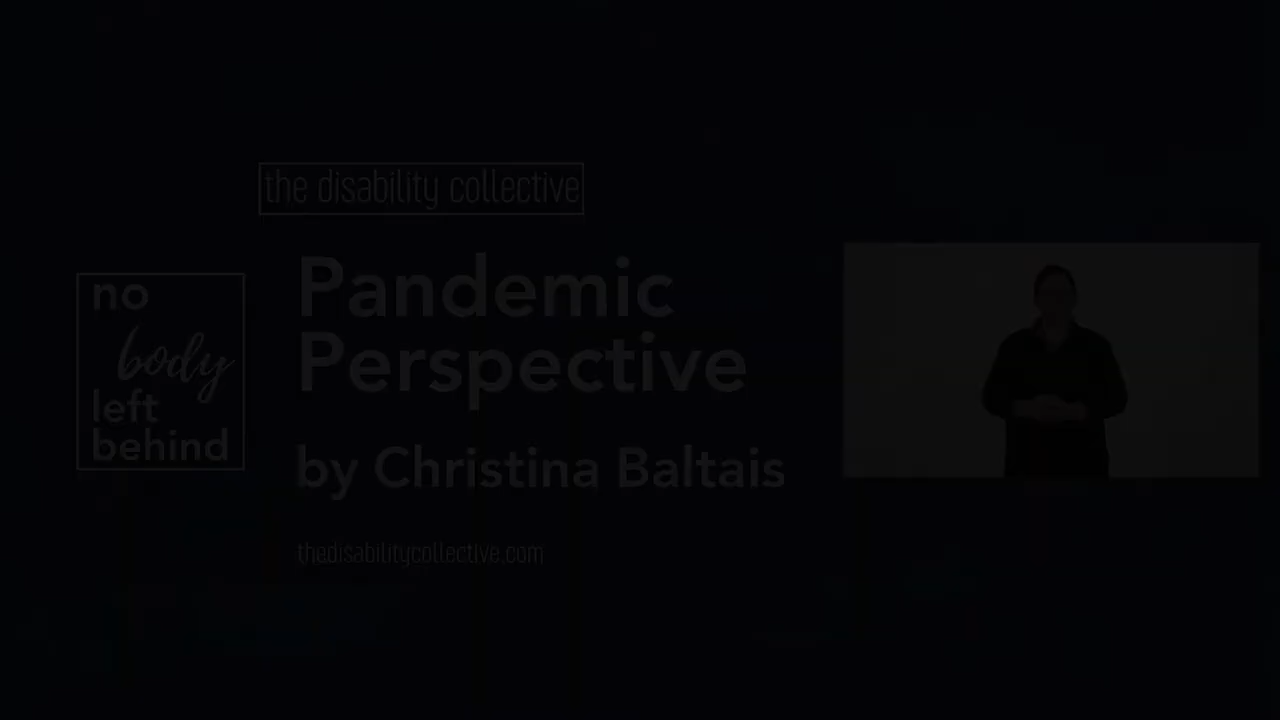 the disability collective
no
body
left
behind
Pandemic
Perspective
by Christina Baltais
thedisabilitycollective.com